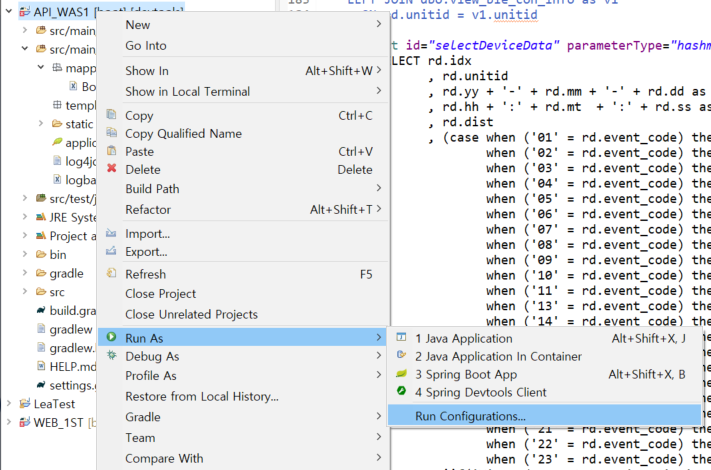 API_WAS1 [boot] [devtools]
src/main/
src/main,
mapp
Bo
templ
static
applic
log4jc
logba
src/test/j
JRE Syste
Project a
bin
gradle
src
build.gra
gradlew
gradlew.
HELP.md
settings.g
LeaTest
WEB_1ST [b
New >
Go Into
Show In Alt+Shift+W >
Show in Local Terminal >
Copy Ctrl+C
Copy Qualified Name
Paste Ctrl+V
Delete Delete
Build Path >
Refactor Alt+Shift+T >
Import...
Export...
Refresh F5
Close Project
Close Unrelated Projects
Run As >
Debug As >
Profile As >
Restore from Local History...
Gradle >
Team >
Compare With >
1 Java Application Alt+Shift+X, J
2 Java Application In Container
3 Spring Boot App Alt+Shift+X, B
4 Spring Devtools Client
Run Configurations...
LEFT JOIN dbo.view_ble_con_info as v1
rd.unitid = v1.unitid
t id="selectDeviceData" parameterType="hashm
LECT rd.idx
, rd.unitid
, rd.yy + '-' + rd.mm + '-' + rd.dd as
, rd.hh + ':' + rd.mt + ':' + rd.ss as
, rd.dist
, (case when ('01' = rd.event_code) the
when ('02' = rd.event_code) the
when ('03' = rd.event_code) the
when ('04' = rd.event_code) the
when ('05' = rd.event_code) the
when ('06' = rd.event_code) the
when ('07' = rd.event_code) the
when ('08' = rd.event_code) the
when ('09' = rd.event_code) the
when ('10' = rd.event_code) the
when ('11' = rd.event_code) the
when ('13' = rd.event_code) the
when ('14' = rd.event_code) the
when ('21' = rd.event_code) the
when ('22' = rd.event_code) the
when ('23' = rd.event_code) the